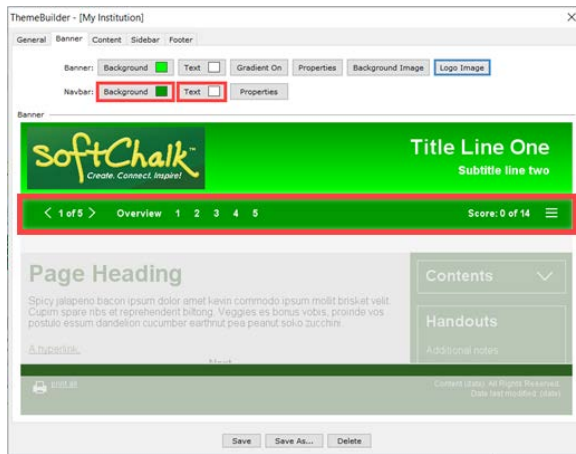 ThemeBuilder - [My Institution]
General Banner Content Sidebar Footer
Banner: Background Text Gradient On Properties Background Image Logo Image
Navbar: Background Text Properties
Banner
SoftChalk™
Create. Connect. Inspire!
Title Line One
Subtitle line two
1 of 5 Overview 1 2 3 4 5 Score: 0 of 14
Page Heading
Spicy jalapeno bacon ipsum dolor amet kevin commodo ipsum mollit brisket velit.
Cupim spare ribs et reprehenderit biltong. Veggies es bonus vobis, proinde vos
postulo essum dandelion cucumber earthnut pea peanut soko zucchini.
A hyperlink.
Next
Contents
Handouts
Additional notes
print all
Content (date). All Rights Reserved.
Date last modified: (date)
Save Save As... Delete